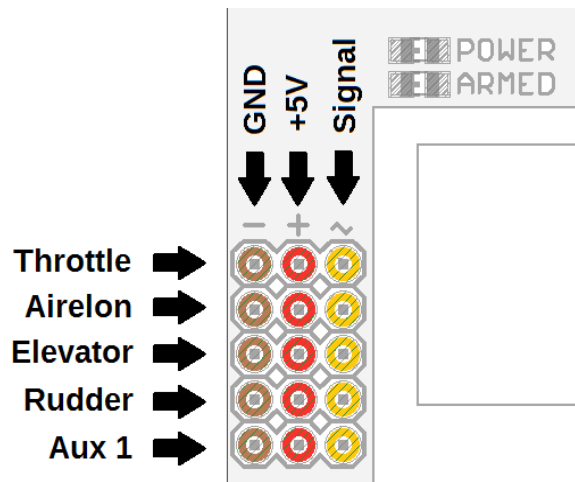 GND
+5V
Signal
POWER
ARMED
− + ~
Throttle
Airelon
Elevator
Rudder
Aux 1